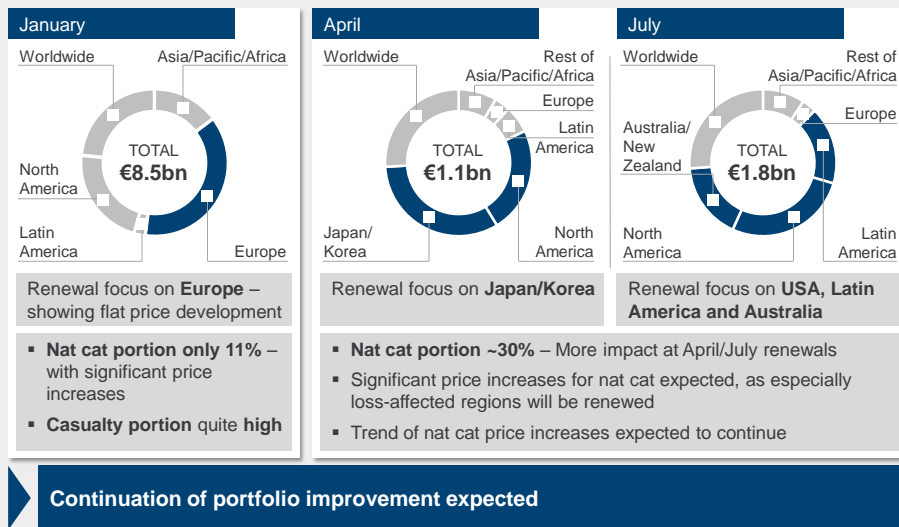 January
Worldwide
Asia/Pacific/Africa
TOTAL
€8.5bn
North
America
Latin
America
Europe
Renewal focus on Europe –
showing flat price development
▪ Nat cat portion only 11% –
with significant price
increases
▪ Casualty portion quite high
April
Worldwide
Rest of
Asia/Pacific/Africa
Europe
Latin
America
TOTAL
€1.1bn
Japan/
Korea
North
America
Renewal focus on Japan/Korea
July
Worldwide
Rest of
Asia/Pacific/Africa
Europe
Australia/
New
Zealand
TOTAL
€1.8bn
North
America
Latin
America
Renewal focus on USA, Latin
America and Australia
▪ Nat cat portion ~30% – More impact at April/July renewals
▪ Significant price increases for nat cat expected, as especially
loss-affected regions will be renewed
▪ Trend of nat cat price increases expected to continue
Continuation of portfolio improvement expected